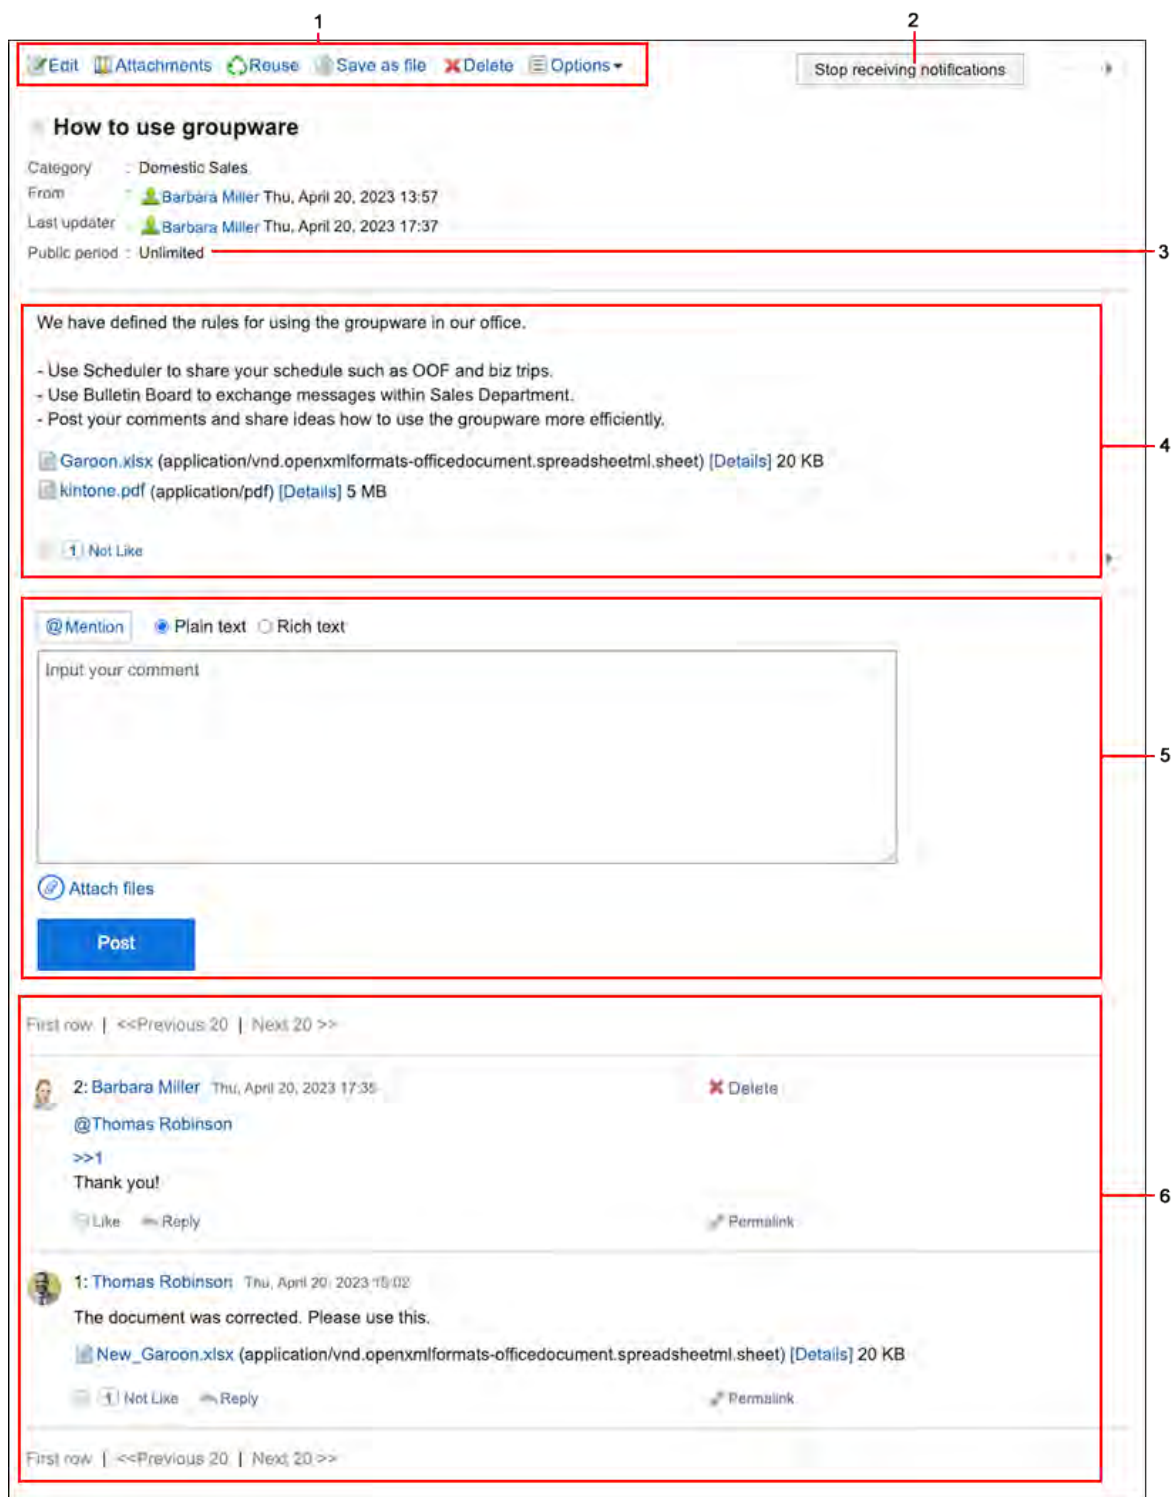 1
2
Edit Attachments Reuse Save as file Delete Options
Stop receiving notifications
How to use groupware
Category : Domestic Sales
From : Barbara Miller Thu, April 20, 2023 13:57
Last updater : Barbara Miller Thu, April 20, 2023 17:37
Public period : Unlimited
3
We have defined the rules for using the groupware in our office.
- Use Scheduler to share your schedule such as OOF and biz trips.
- Use Bulletin Board to exchange messages within Sales Department.
- Post your comments and share ideas how to use the groupware more efficiently.
4
Garoon.xlsx (application/vnd.openxmlformats-officedocument.spreadsheetml.sheet) [Details] 20 KB
kintone.pdf (application/pdf) [Details] 5 MB
1 Not Like
@Mention Plain text Rich text
Input your comment
5
Attach files
Post
First row | <<Previous 20 | Next 20 >>
2: Barbara Miller Thu, April 20, 2023 17:35
Delete
@Thomas Robinson
>>1
Thank you!
6
Like Reply
Permalink
1: Thomas Robinson Thu, April 20, 2023
The document was corrected. Please use this.
New_Garoon.xlsx (application/vnd.openxmlformats-officedocument.spreadsheetml.sheet) [Details] 20 KB
1 Not Like Reply
Permalink
First row | <<Previous 20 | Next 20 >>